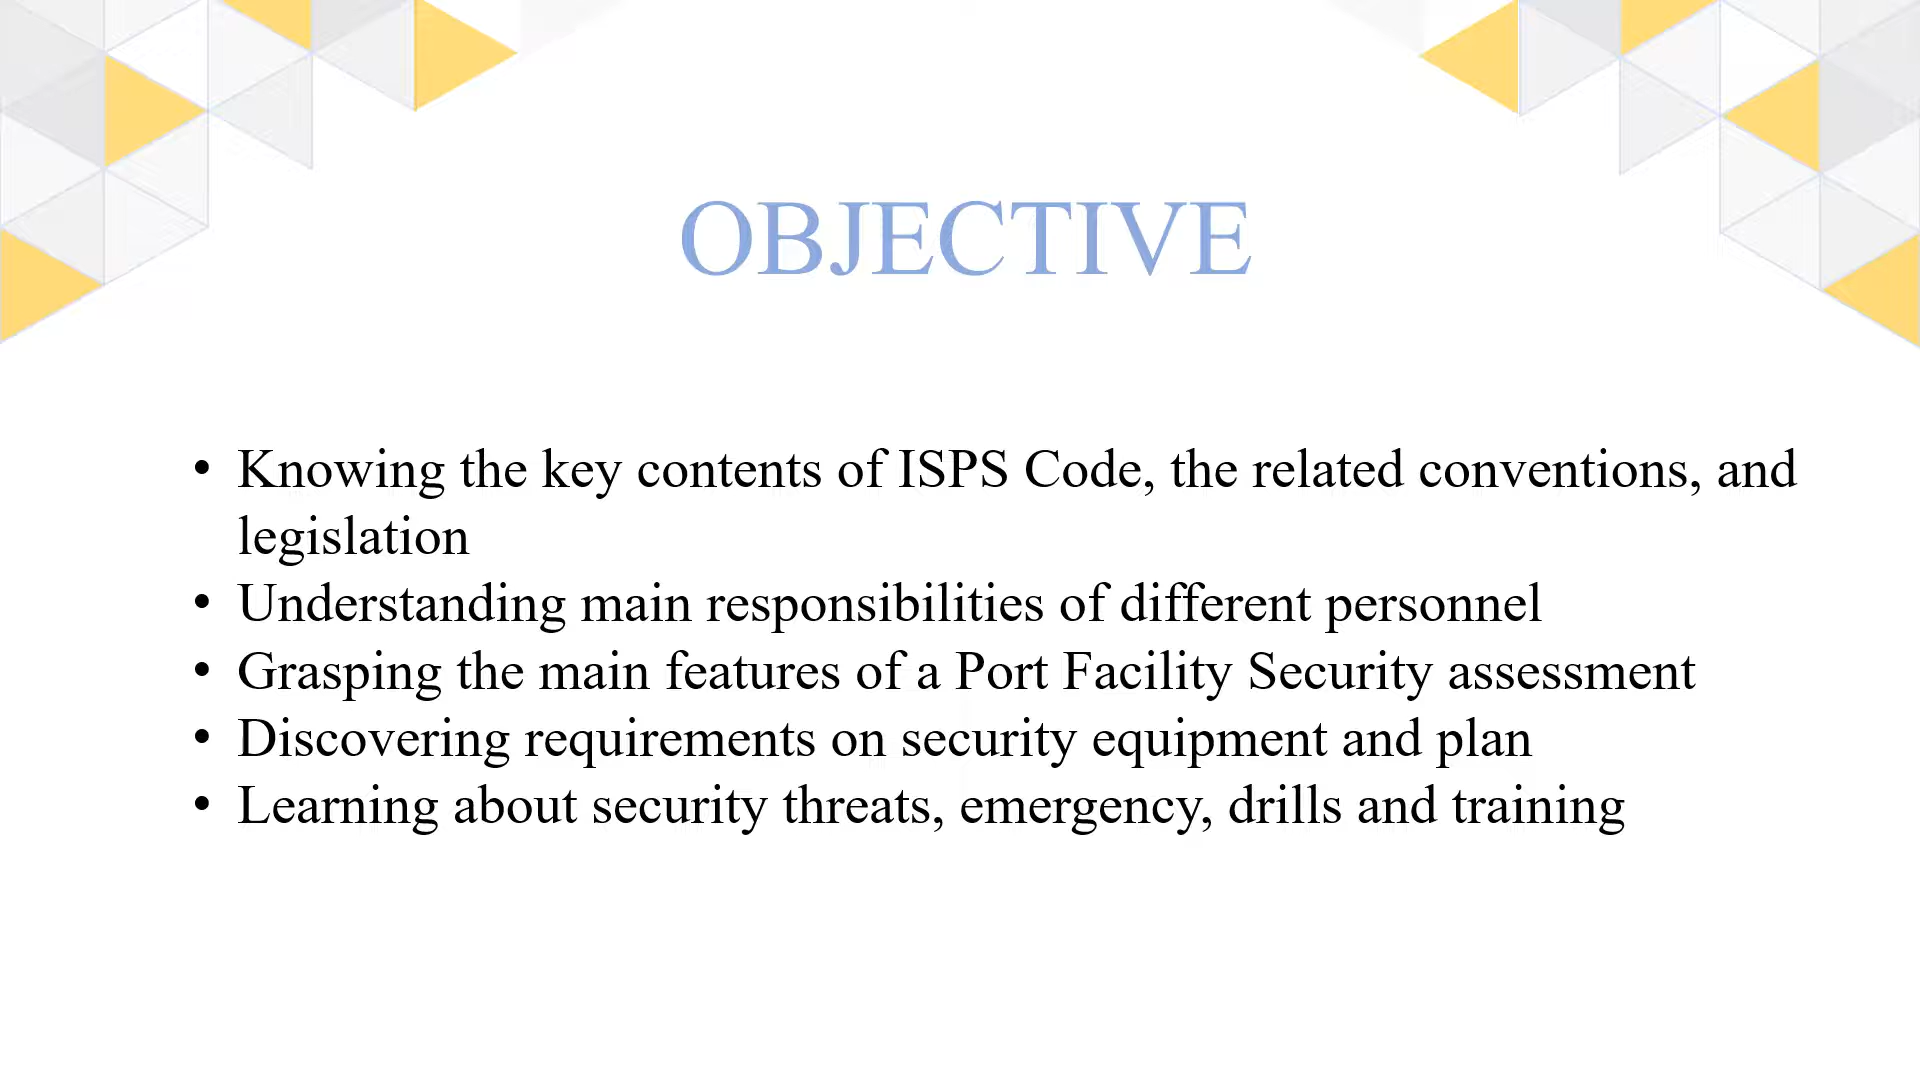 OBJECTIVE
• Knowing the key contents of ISPS Code, the related conventions, and
legislation
• Understanding main responsibilities of different personnel
• Grasping the main features of a Port Facility Security assessment
• Discovering requirements on security equipment and plan
• Learning about security threats, emergency, drills and training